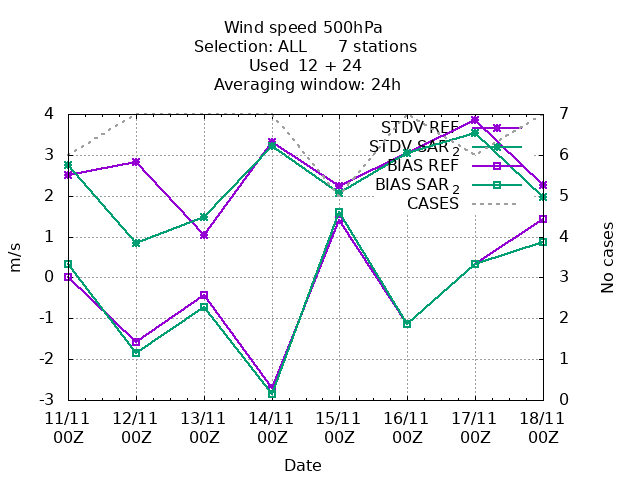 Wind speed 500hPa
Selection: ALL 7 stations
Used 12 + 24
Averaging window: 24h
STDV REF
STDV SAR 2
BIAS REF
BIAS SAR 2
CASES
4
3
2
1
0
-1
-2
-3
m/s
7
6
5
4
3
2
1
0
No cases
11/11 12/11 13/11 14/11 15/11 16/11 17/11 18/11
00Z 00Z 00Z 00Z 00Z 00Z 00Z 00Z
Date